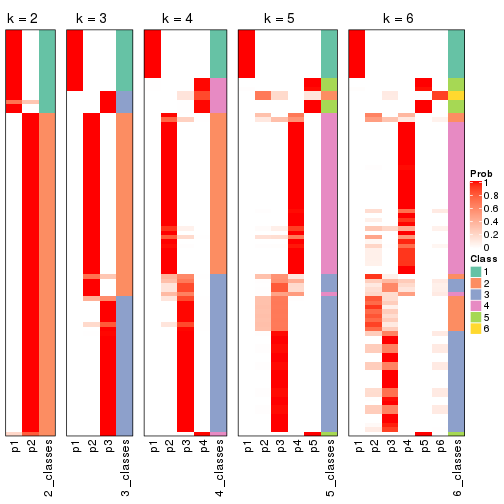 k = 2
k = 3
k = 4
k = 5
k = 6
Prob
1
0.8
0.6
0.4
0.2
0
Class
1
2
3
4
5
6
p1
p2
2_classes
p1
p2
p3
3_classes
p1
p2
p3
p4
4_classes
p1
p2
p3
p4
p5
5_classes
p1
p2
p3
p4
p5
p6
6_classes